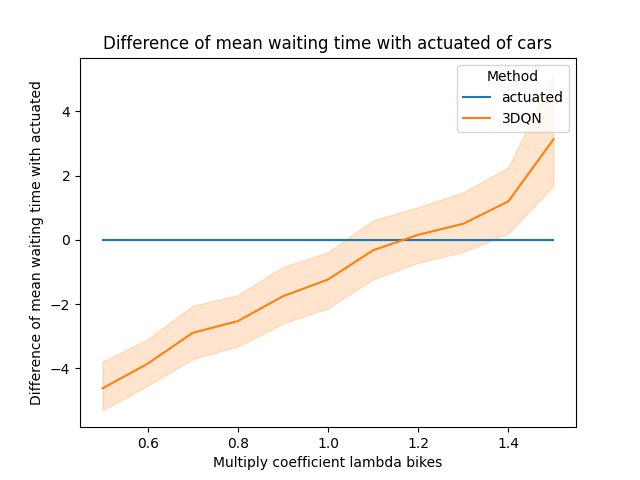 Difference of mean waiting time with actuated of cars
Method
actuated
3DQN
Difference of mean waiting time with actuated
4
2
0
−2
−4
0.6 0.8 1.0 1.2 1.4
Multiply coefficient lambda bikes